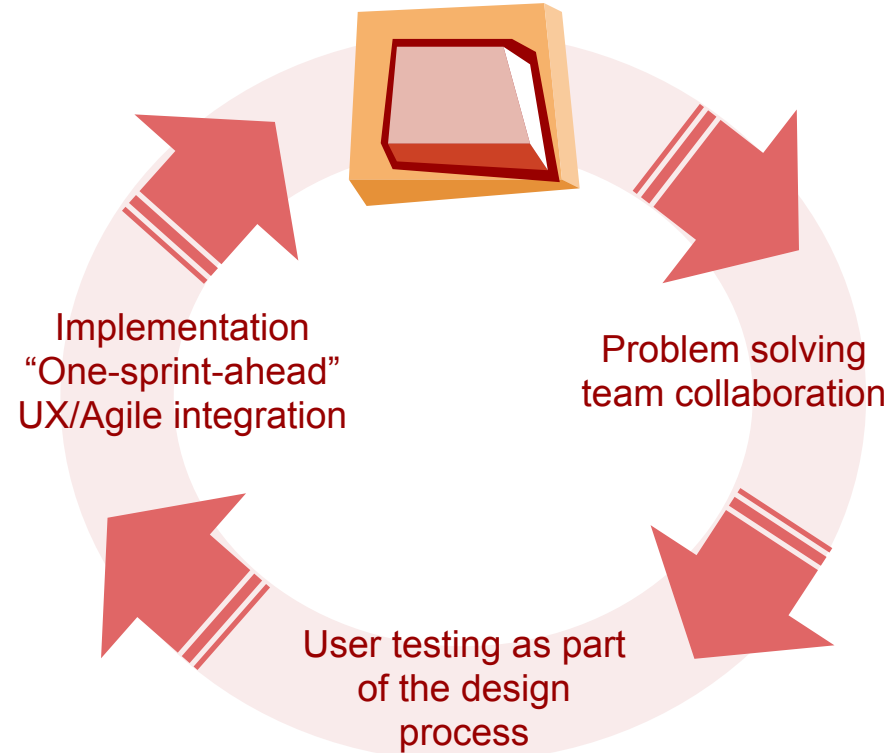 Implementation
“One-sprint-ahead”
UX/Agile integration
Problem solving
team collaboration
User testing as part
of the design
process